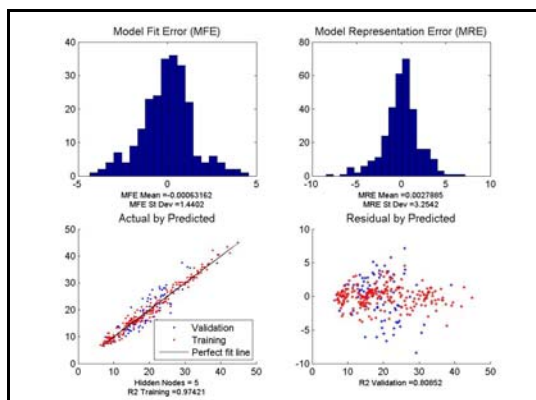 Model Fit Error (MFE)
40
30
20
10
0
-5
0
5
MFE Mean =-0.00063162
MFE St Dev =1.4402
Model Representation Error (MRE)
80
60
40
20
0
-10
-5
0
5
10
MRE Mean =0.0027885
MRE St Dev =3.2542
Actual by Predicted
50
40
30
20
10
0
0
10
20
30
40
50
Validation
Training
Perfect fit line
Hidden Nodes = 5
R2 Training =0.97421
Residual by Predicted
10
5
0
-5
-10
0
10
20
30
40
50
R2 Validation =0.80852